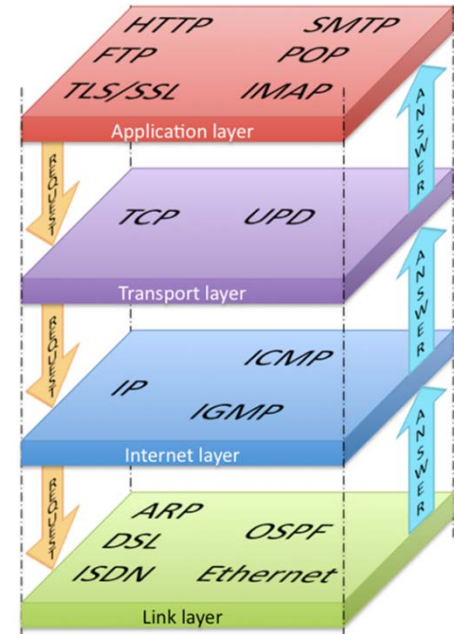 HTTP SMTP
FTP POP
TLS/SSL IMAP
Application layer
REQUEST
ANSWER
TCP UPD
Transport layer
REQUEST
ANSWER
ICMP
IP
IGMP
Internet layer
REQUEST
ANSWER
ARP
OSPF
DSL
ISDN Ethernet
Link layer